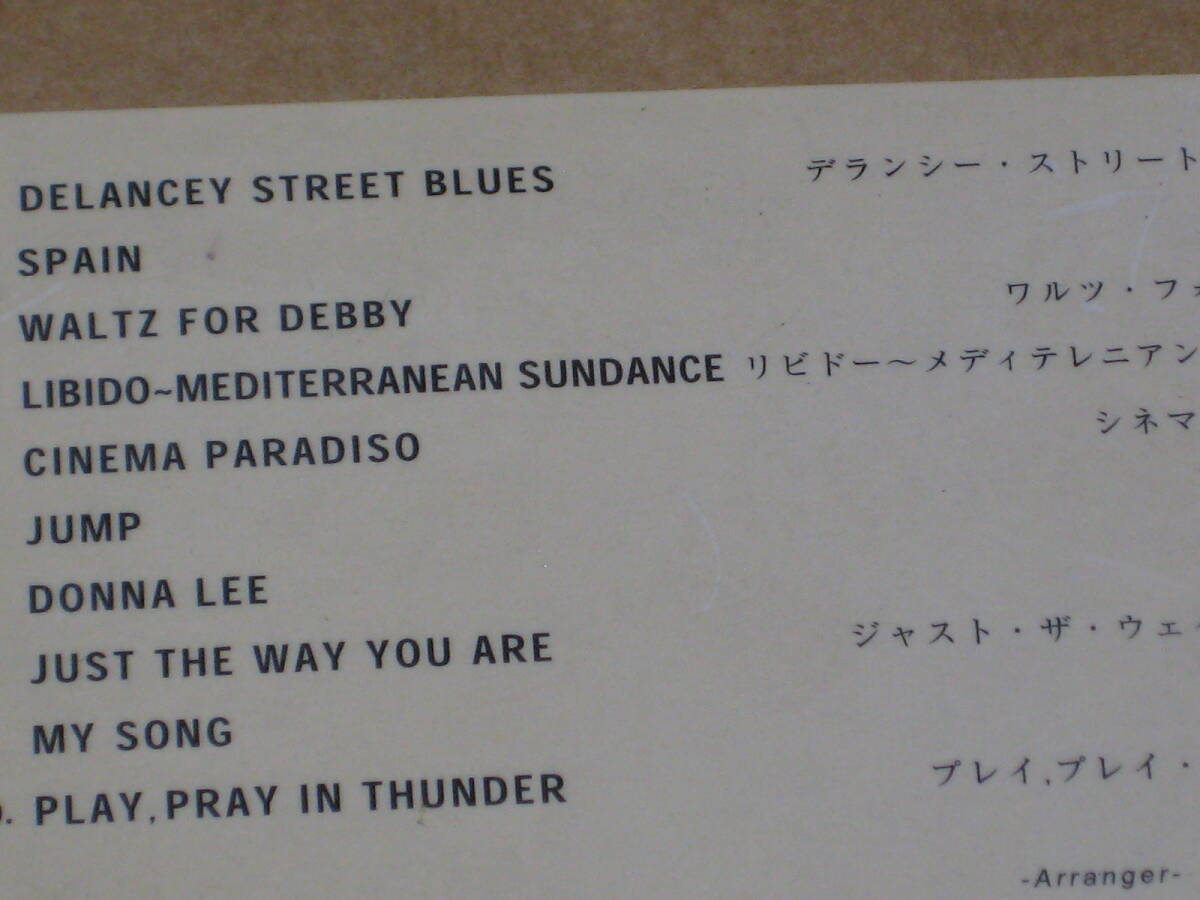 DELANCEY STREET BLUES デランシー・ストリート
SPAIN
WALTZ FOR DEBBY ワルツ・フォ
LIBIDO~MEDITERRANEAN SUNDANCE リビドー〜メディテレニアン
CINEMA PARADISO シネマ
JUMP
DONNA LEE
JUST THE WAY YOU ARE ジャスト・ザ・ウェイ
MY SONG
0. PLAY, PRAY IN THUNDER プレイ,プレイ・
-Arranger-